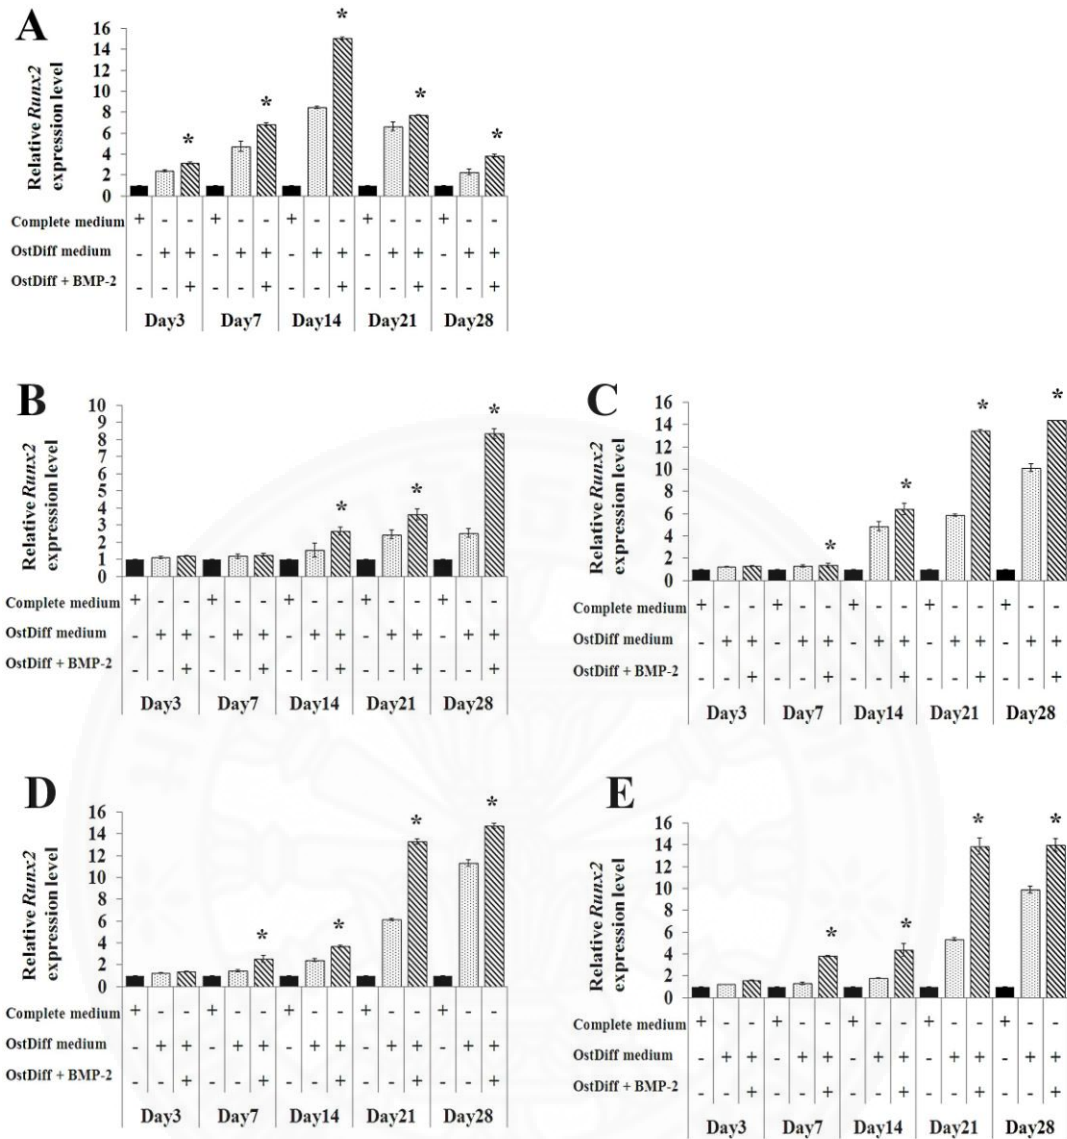 A
Relative Runx2
expression level
16
14
12
10
8
6
4
2
0
* * * * *
Complete medium + - - + - - + - - + - - + - -
OstDiff medium - + + - + + - + + - + + - + +
OstDiff + BMP-2 - - + - - + - - + - - + - - +
Day3 Day7 Day14 Day21 Day28
B
Relative Runx2
expression level
10
9
8
7
6
5
4
3
2
1
0
* * *
Complete medium + - - + - - + - - + - - + - -
OstDiff medium - + + - + + - + + - + + - + +
OstDiff + BMP-2 - - + - - + - - + - - + - - +
Day3 Day7 Day14 Day21 Day28
C
Relative Runx2
expression level
16
14
12
10
8
6
4
2
0
* * * *
Complete medium + - - + - - + - - + - - + - -
OstDiff medium - + + - + + - + + - + + - + +
OstDiff + BMP-2 - - + - - + - - + - - + - - +
Day3 Day7 Day14 Day21 Day28
D
Relative Runx2
expression level
16
14
12
10
8
6
4
2
0
* * * *
Complete medium + - - + - - + - - + - - + - -
OstDiff medium - + + - + + - + + - + + - + +
OstDiff + BMP-2 - - + - - + - - + - - + - - +
Day3 Day7 Day14 Day21 Day28
E
Relative Runx2
expression level
16
14
12
10
8
6
4
2
0
* * * *
Complete medium + - - + - - + - - + - - + - -
OstDiff medium - + + - + + - + + - + + - + +
OstDiff + BMP-2 - - + - - + - - + - - + - - +
Day3 Day7 Day14 Day21 Day28